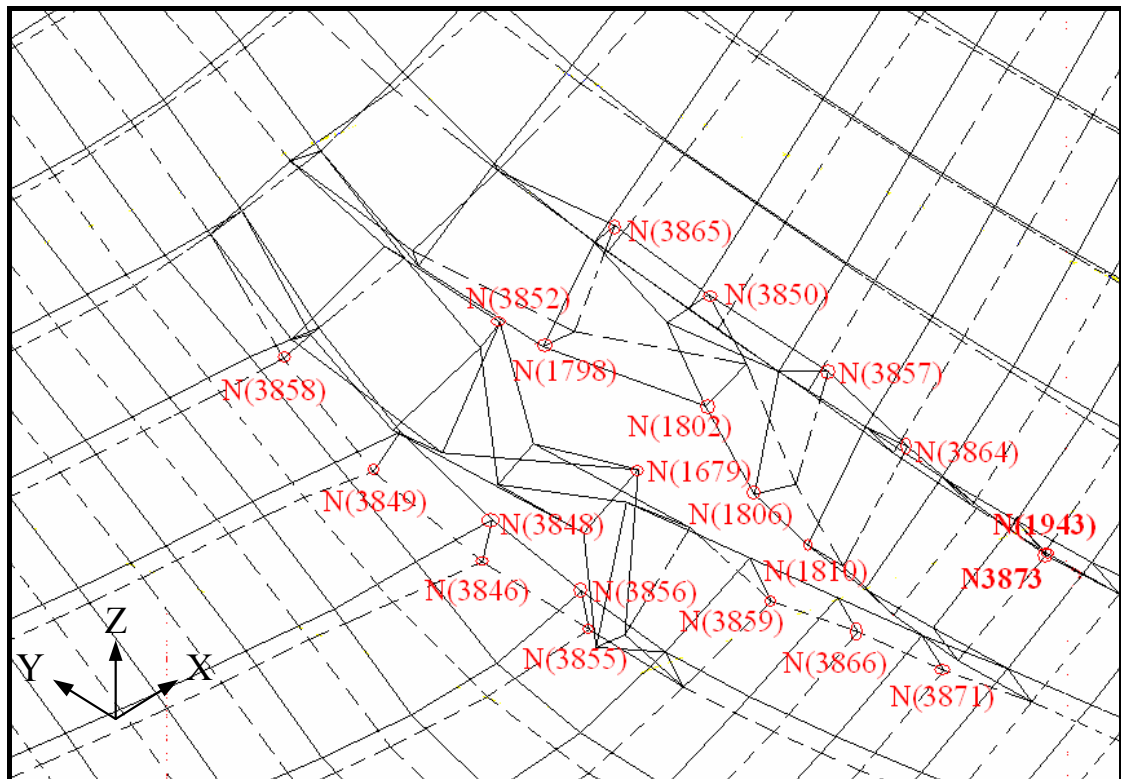 N(3865)
N(3852)
N(3850)
N(1798)
N(3858)
N(3857)
N(1802)
N(3864)
N(1679)
N(3849)
N(1806)
N(3848)
N(1943)
N(1810)
N3873
N(3846)
N(3856)
N(3859)
N(3855)
N(3866)
N(3871)
Z
Y
X